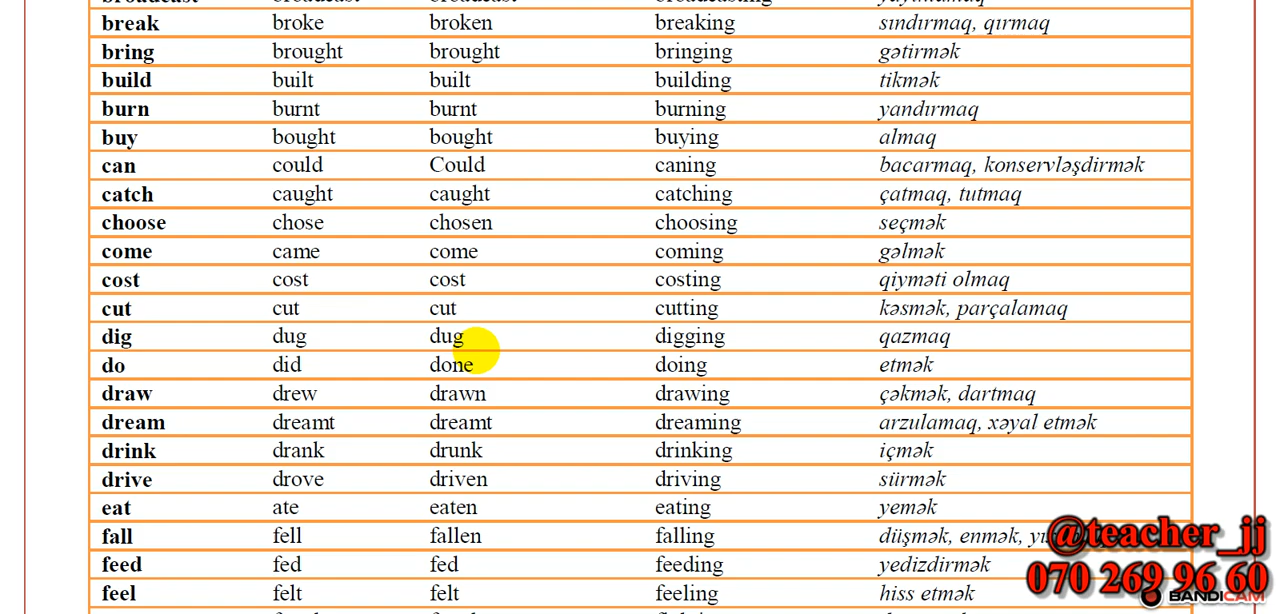 broadcast broadcast broadcast broadcasting yayımlamaq
break broke broken breaking sındırmaq, qırmaq
bring brought brought bringing gətirmək
build built built building tikmək
burn burnt burnt burning yandırmaq
buy bought bought buying almaq
can could Could caning bacarmaq, konservləşdirmək
catch caught caught catching çatmaq, tutmaq
choose chose chosen choosing seçmək
come came come coming gəlmək
cost cost cost costing qiyməti olmaq
cut cut cut cutting kəsmək, parçalamaq
dig dug dug digging qazmaq
do did done doing etmək
draw drew drawn drawing çəkmək, dartmaq
dream dreamt dreamt dreaming arzulamaq, xəyal etmək
drink drank drunk drinking içmək
drive drove driven driving sürmək
eat ate eaten eating yemək
fall fell fallen falling düşmək, enmək,
feed fed fed feeding yedizdirmək
feel felt felt feeling hiss etmək
@teacher_jj
070 269 96 60
BANDICAM